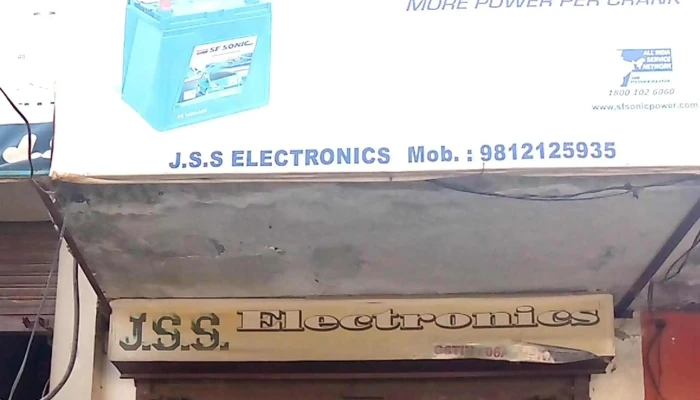 MORE POWER PER CRANK
SF SONIC
ALL INDIA
SERVICE
NETWORK
1800 102 6060
www.sfsonicpower.com
J.S.S ELECTRONICS Mob. : 9812125935
J.S.S. Electronics